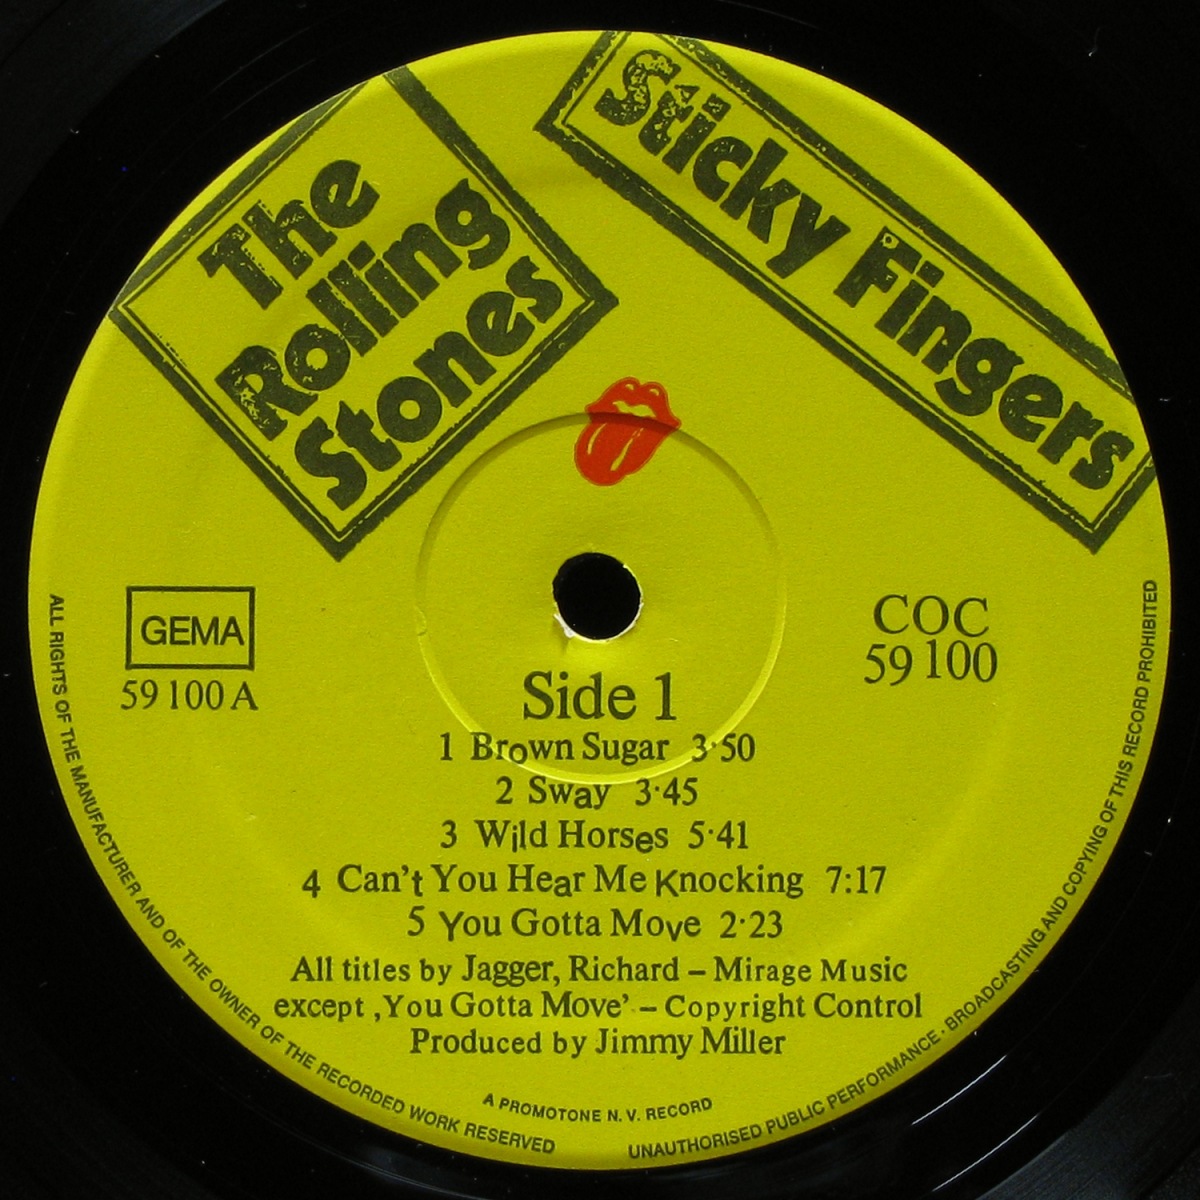 The
Rolling
Stones
Sticky Fingers
GEMA
59 100 A
COC
59 100
Side 1
1 Brown Sugar 3·50
2 Sway 3·45
3 Wild Horses 5·41
4 Can't You Hear Me Knocking 7:17
5 You Gotta Move 2·23
All titles by Jagger, Richard – Mirage Music
except ‚You Gotta Move' – Copyright Control
Produced by Jimmy Miller
A PROMOTONE N. V. RECORD
ALL RIGHTS OF THE MANUFACTURER AND OF THE OWNER OF THE RECORDED WORK RESERVED
UNAUTHORISED PUBLIC PERFORMANCE · BROADCASTING AND COPYING OF THIS RECORD PROHIBITED